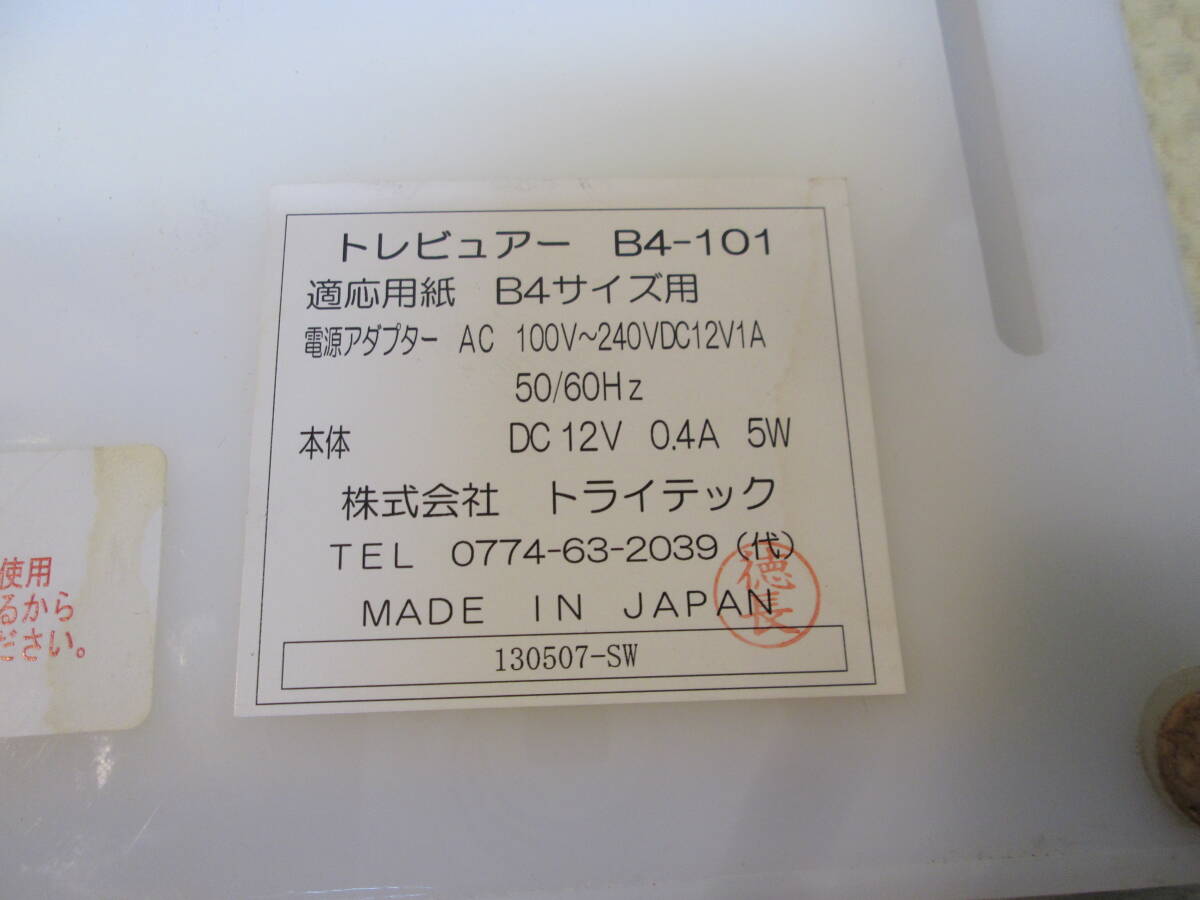 トレビュアー B4-101
適応用紙 B4サイズ用
電源アダプター AC 100V～240VDC12V1A
50/60Hz
本体 DC12V 0.4A 5W
株式会社 トライテック
TEL 0774-63-2039（代）
MADE IN JAPAN
徳長
130507-SW
使用
るから
ださい。